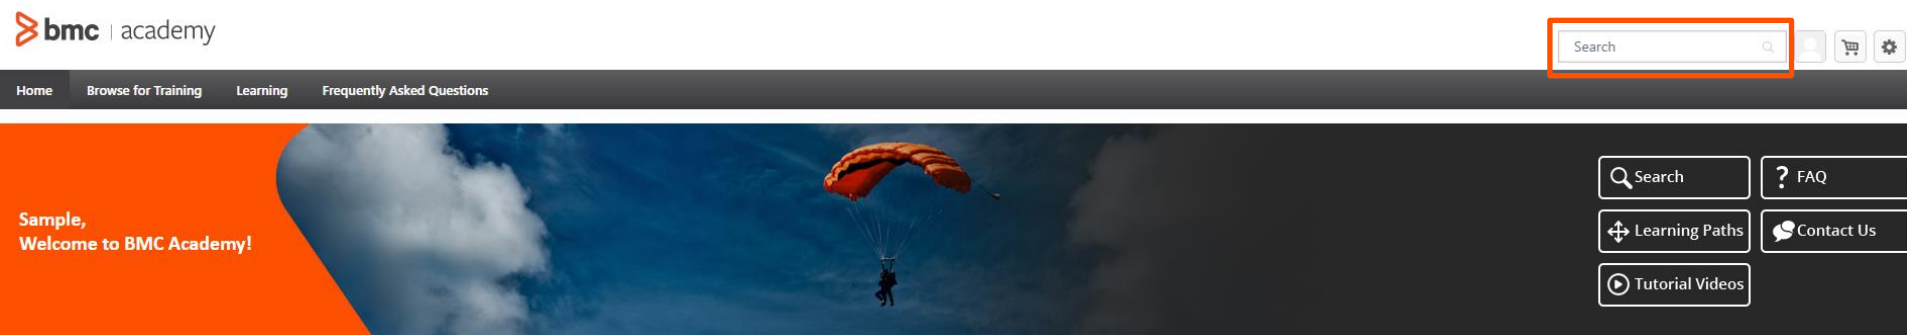 bmc | academy
Search
Home Browse for Training Learning Frequently Asked Questions
Sample,
Welcome to BMC Academy!
Search
? FAQ
Learning Paths
Contact Us
Tutorial Videos